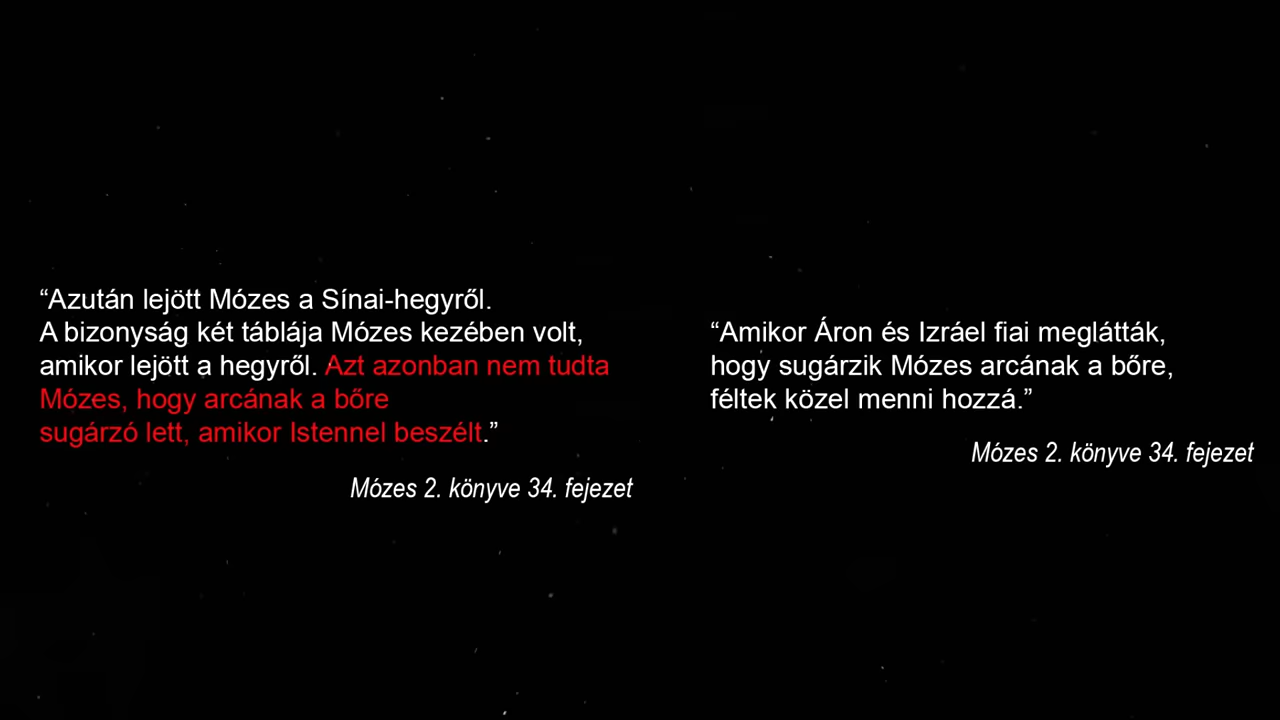 “Azután lejött Mózes a Sínai-hegyről.
A bizonyság két táblája Mózes kezében volt,
amikor lejött a hegyről. Azt azonban nem tudta
Mózes, hogy arcának a bőre
sugárzó lett, amikor Istennel beszélt.”
Mózes 2. könyve 34. fejezet
“Amikor Áron és Izráel fiai meglátták,
hogy sugárzik Mózes arcának a bőre,
féltek közel menni hozzá.”
Mózes 2. könyve 34. fejezet